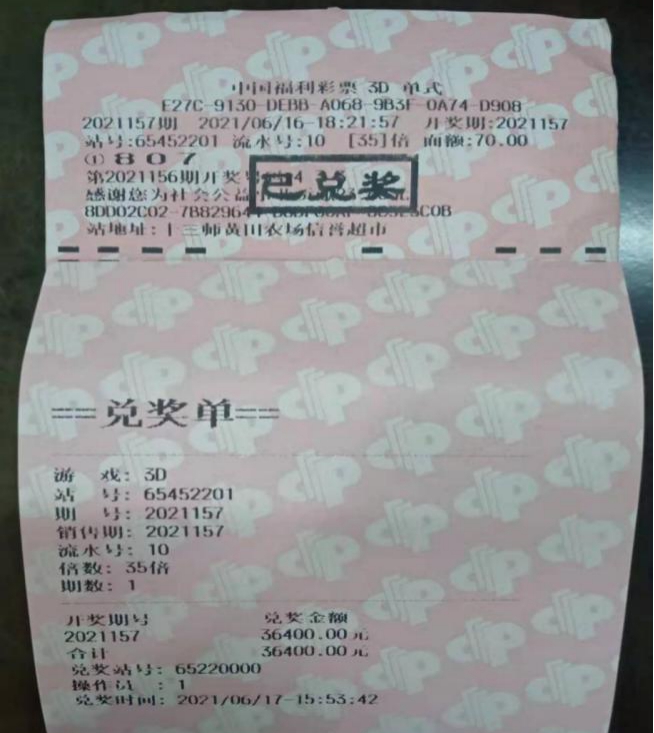 中国福利彩票 3D 单式
E27C-9130-DEBB-A068-9B3F-0A74-D908
2021157期 2021/06/16-18:21:57 开奖期:2021157
站号:65452201 流水号:10 [35]倍 面额:70.00
① 8 0 7
第2021156期开奖 4
已兑奖
感谢您为社会公益
8DD02C02-7B82964
站地址:十三师黄田农场信誉超市
==兑奖单==
游 戏: 3D
站 号: 65452201
期 号: 2021157
销售期: 2021157
流水号: 10
倍数: 35倍
期数: 1
开奖期号 兑奖金额
2021157 36400.00元
合计 36400.00元
兑奖站号: 65220000
操作员 : 1
兑奖时间: 2021/06/17-15:53:42